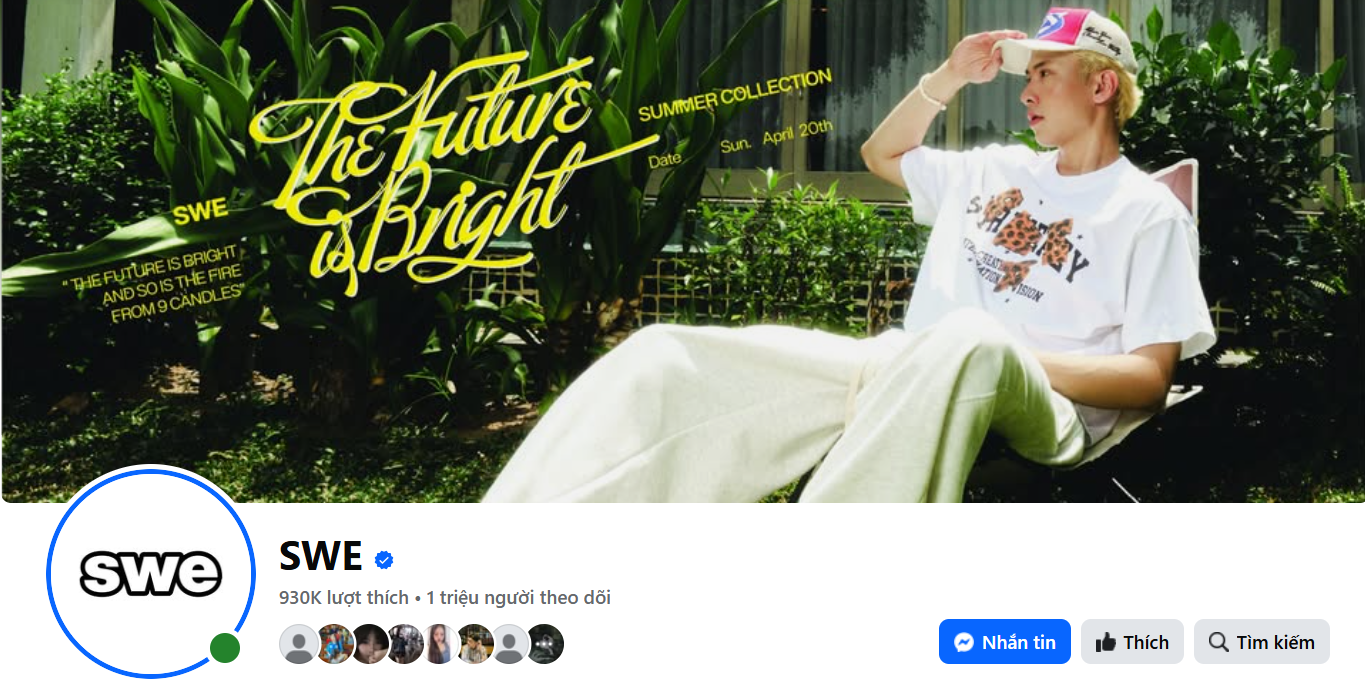 The Future
is Bright
SUMMER COLLECTION
Date Sun. April 20th
SWE
"THE FUTURE IS BRIGHT
AND SO IS THE FIRE
FROM 9 CANDLES"
swe
SWE
930K lượt thích • 1 triệu người theo dõi
Nhắn tin
Thích
Tìm kiếm